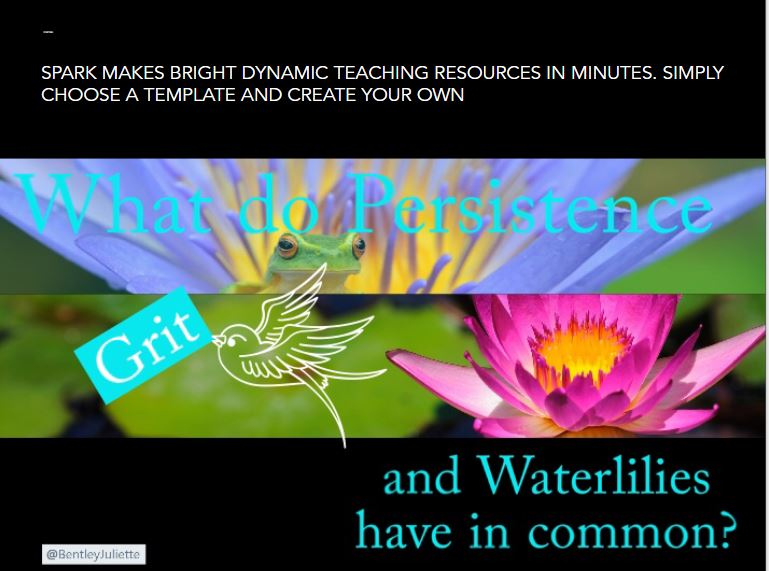 SPARK MAKES BRIGHT DYNAMIC TEACHING RESOURCES IN MINUTES. SIMPLY
CHOOSE A TEMPLATE AND CREATE YOUR OWN
What do Persistence
Grit
and Waterlilies
have in common?
@BentleyJuliette